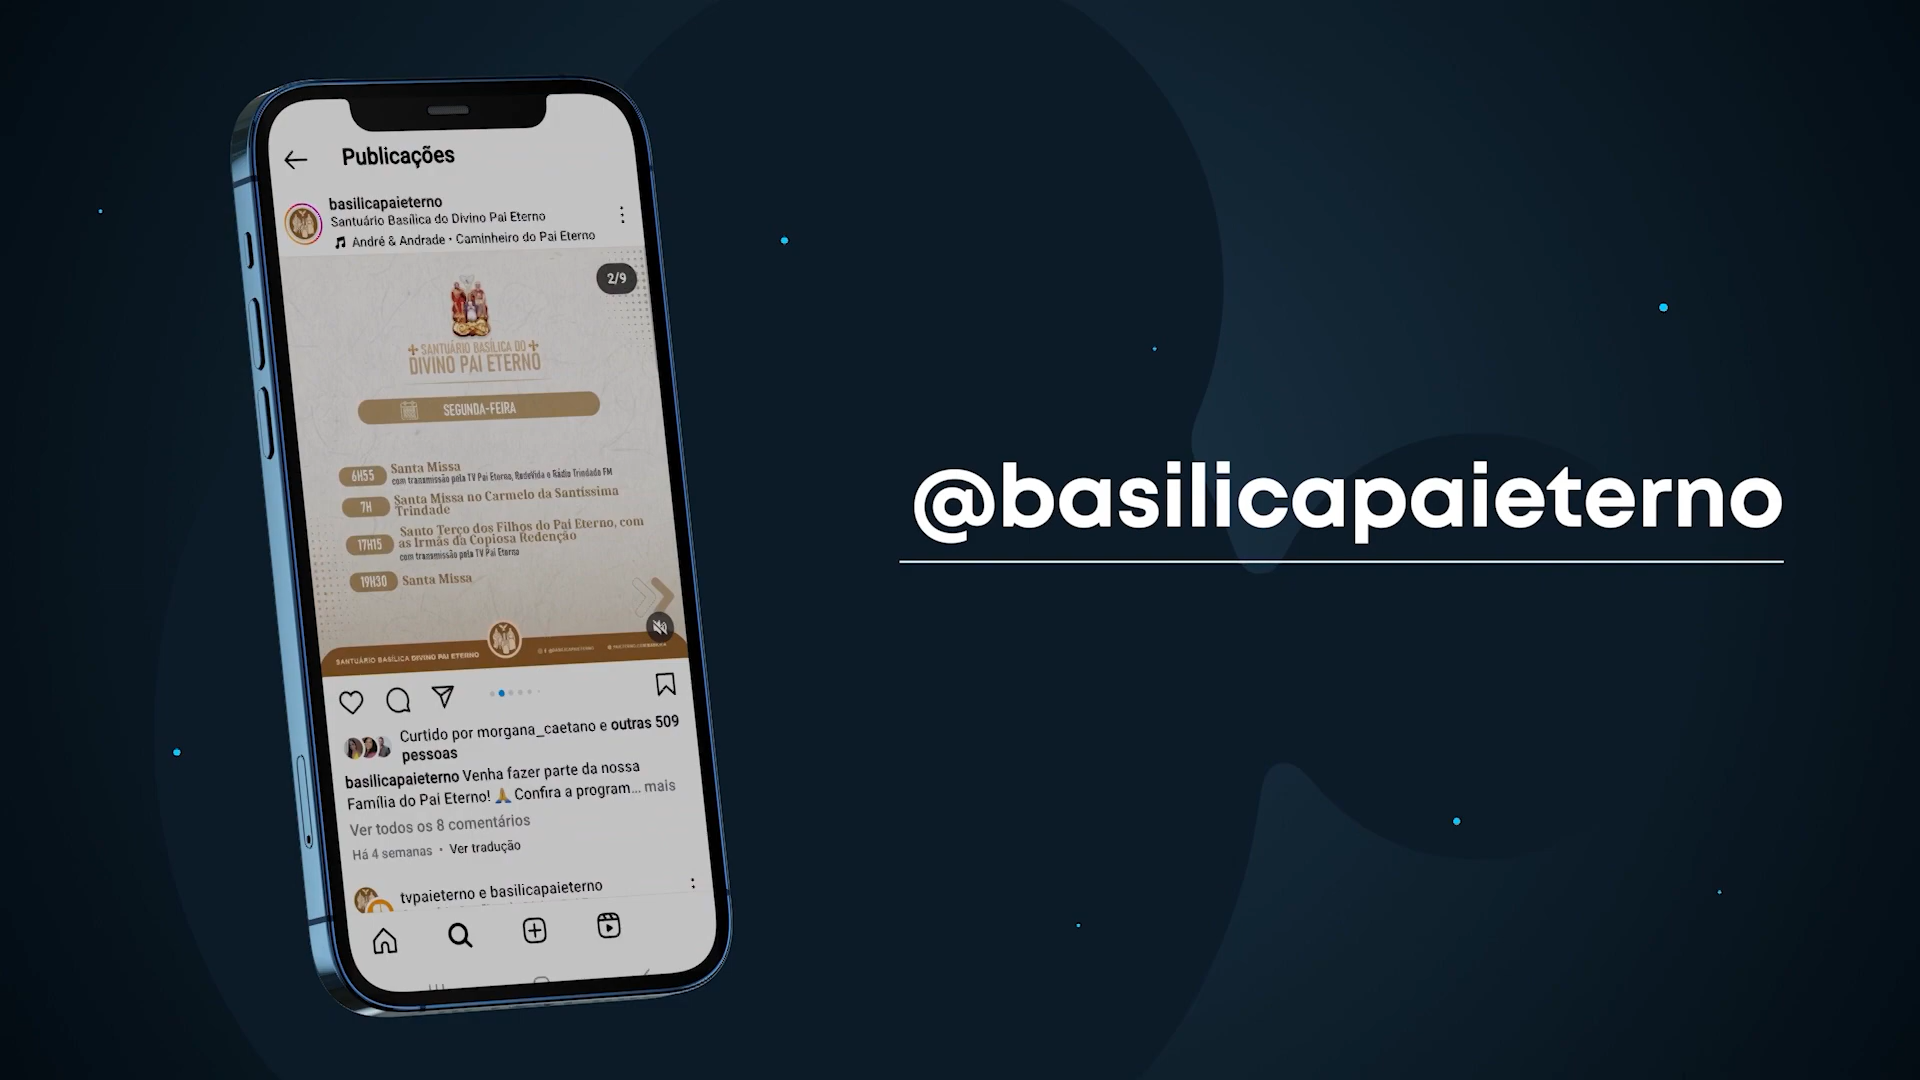 Publicações
basilicapaieterno
Santuário Basílica do Divino Pai Eterno
André & Andrade • Caminheiro do Pai Eterno
2/9
SANTUÁRIO BASÍLICA DO
DIVINO PAI ETERNO
SEGUNDA-FEIRA
6H55 Santa Missa
com transmissão pela TV Pai Eterno, RedeVida e Rádio Trindade FM
7H Santa Missa no Carmelo da Santíssima
Trindade
17H15 Santo Terço dos Filhos do Pai Eterno, com
as Irmãs da Copiosa Redenção
com transmissão pela TV Pai Eterno
19H30 Santa Missa
SANTUÁRIO BASÍLICA DIVINO PAI ETERNO
Curtido por morgana_caetano e outras 509
pessoas
basilicapaieterno Venha fazer parte da nossa
Família do Pai Eterno! 🙏 Confira a program... mais
Ver todos os 8 comentários
Há 4 semanas • Ver tradução
tvpaieterno e basilicapaieterno
@basilicapaieterno